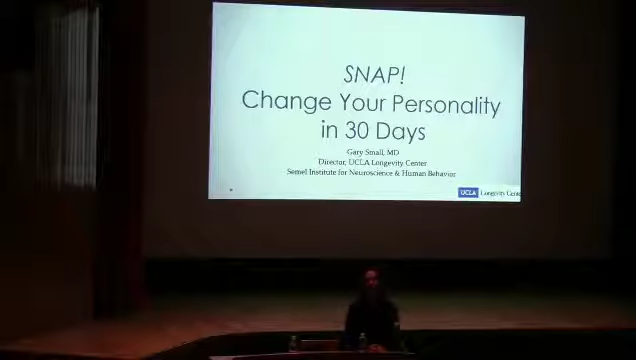 SNAP!
Change Your Personality
in 30 Days
Gary Small, MD
Director, UCLA Longevity Center
Semel Institute for Neuroscience & Human Behavior
UCLA Longevity Cente